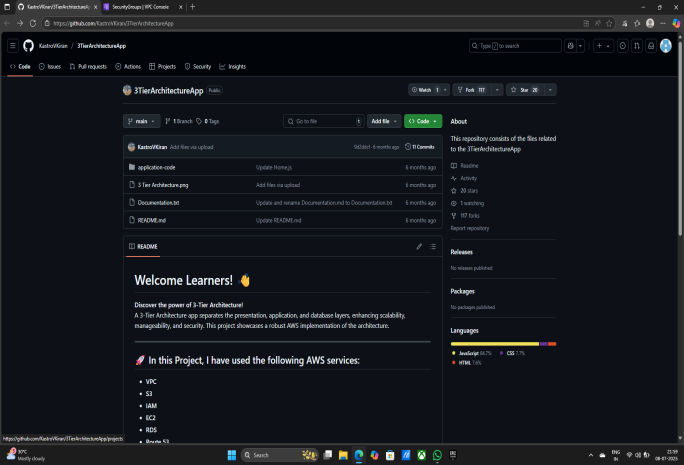 KastroVKiran/3TierArchitectureApp
SecurityGroups | VPC Console
https://github.com/KastroVKiran/3TierArchitectureApp
KastroVKiran / 3TierArchitectureApp
Type / to search
Code
Issues
Pull requests
Actions
Projects
Security
Insights
3TierArchitectureApp
Public
Watch 1
Fork 117
Star 20
main
1 Branch
0 Tags
Go to file
Add file
Code
KastroVKiran Add files via upload
6 months ago
11 Commits
application-code Update Home.js 6 months ago
3 Tier Architecture.png Add files via upload 6 months ago
Documentation.txt Update and rename Documentation.md to Documentation.txt 6 months ago
README.md Update README.md 6 months ago
README
Welcome Learners! 👋
Discover the power of 3-Tier Architecture!
A 3-Tier Architecture app separates the presentation, application, and database layers, enhancing scalability,
manageability, and security. This project showcases a robust AWS implementation of the architecture.
🚀 In this Project, I have used the following AWS services:
• VPC
• S3
• IAM
• EC2
• RDS
• Route 53
About
This repository consists of the files related
to the 3TierArchitectureApp
Readme
Activity
20 stars
1 watching
117 forks
Report repository
Releases
No releases published
Packages
No packages published
Languages
JavaScript 84.7% CSS 7.7%
HTML 7.6%
https://github.com/KastroVKiran/3TierArchitectureApp/projects
30°C
Mostly cloudy
Search
ENG
IN
21:59
08-07-2025